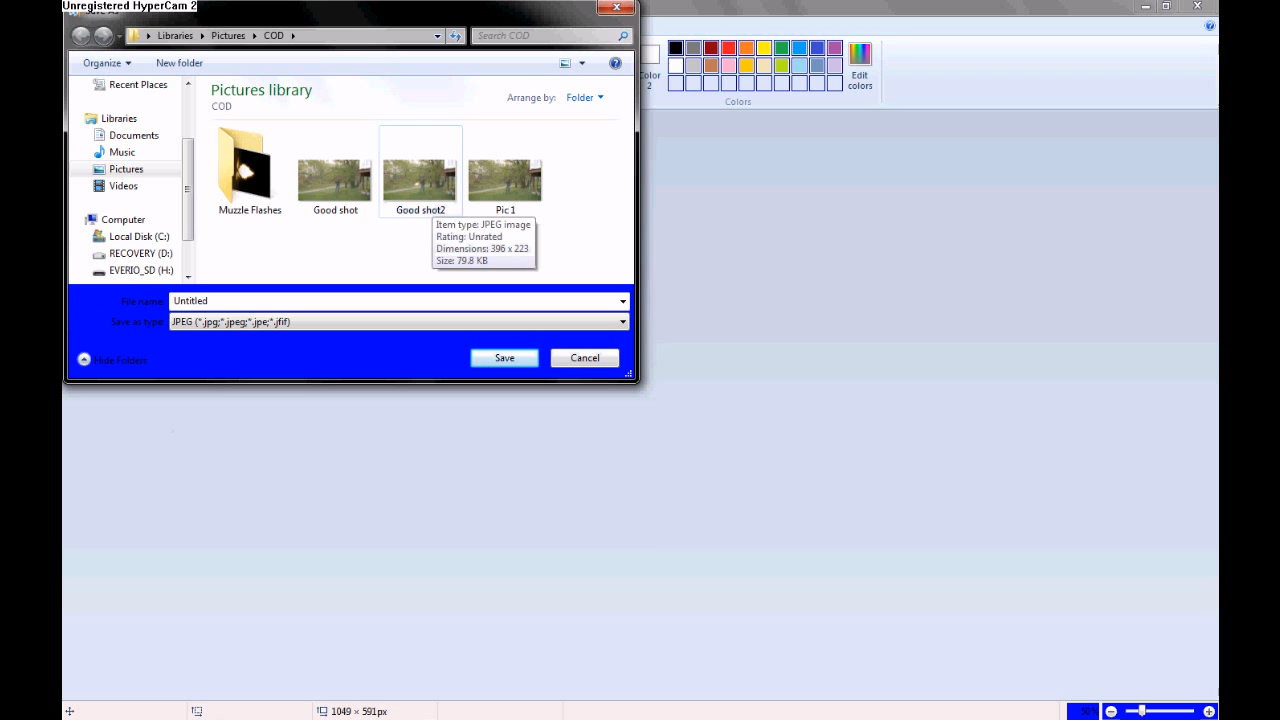 Unregistered HyperCam 2
Libraries
Pictures
COD
Search COD
Organize
New folder
Recent Places
Libraries
Documents
Music
Pictures
Videos
Computer
Local Disk (C:)
RECOVERY (D:)
EVERIO_SD (H:)
Pictures library
COD
Arrange by:
Folder
Muzzle Flashes
Good shot
Good shot2
Pic 1
Item type: JPEG image
Rating: Unrated
Dimensions: 396 x 223
Size: 79.8 KB
File name:
Untitled
Save as type:
JPEG (*.jpg;*.jpeg;*.jpe;*.jfif)
Hide Folders
Save
Cancel
Color
2
Edit
colors
Colors
1049 × 591px